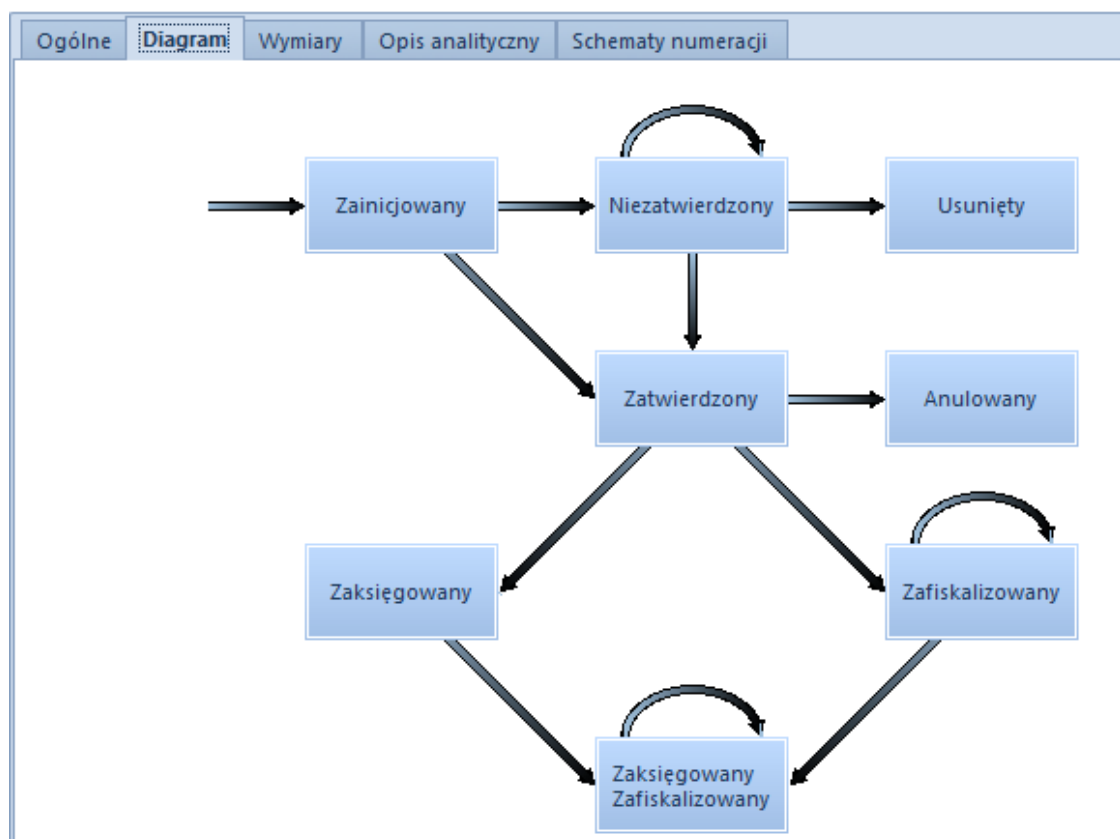 Ogólne
Diagram
Wymiary
Opis analityczny
Schematy numeracji
Zainicjowany
Niezatwierdzony
Usunięty
Zatwierdzony
Anulowany
Zaksięgowany
Zafiskalizowany
Zaksięgowany
Zafiskalizowany